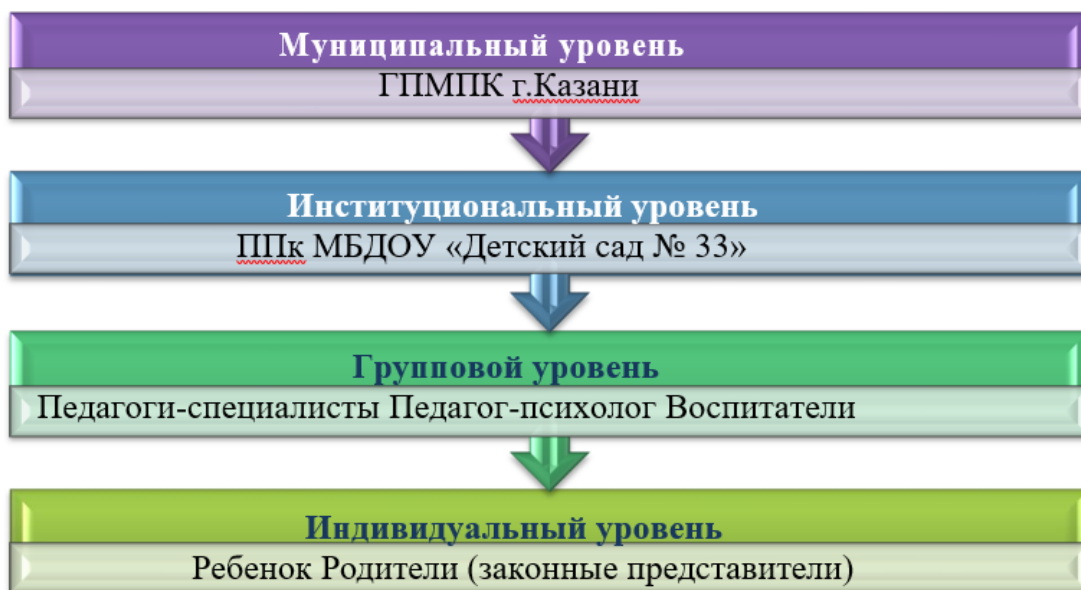 Муниципальный уровень
ГПМПК г.Казани
Институциональный уровень
ППк МБДОУ «Детский сад № 33»
Групповой уровень
Педагоги-специалисты Педагог-психолог Воспитатели
Индивидуальный уровень
Ребенок Родители (законные представители)